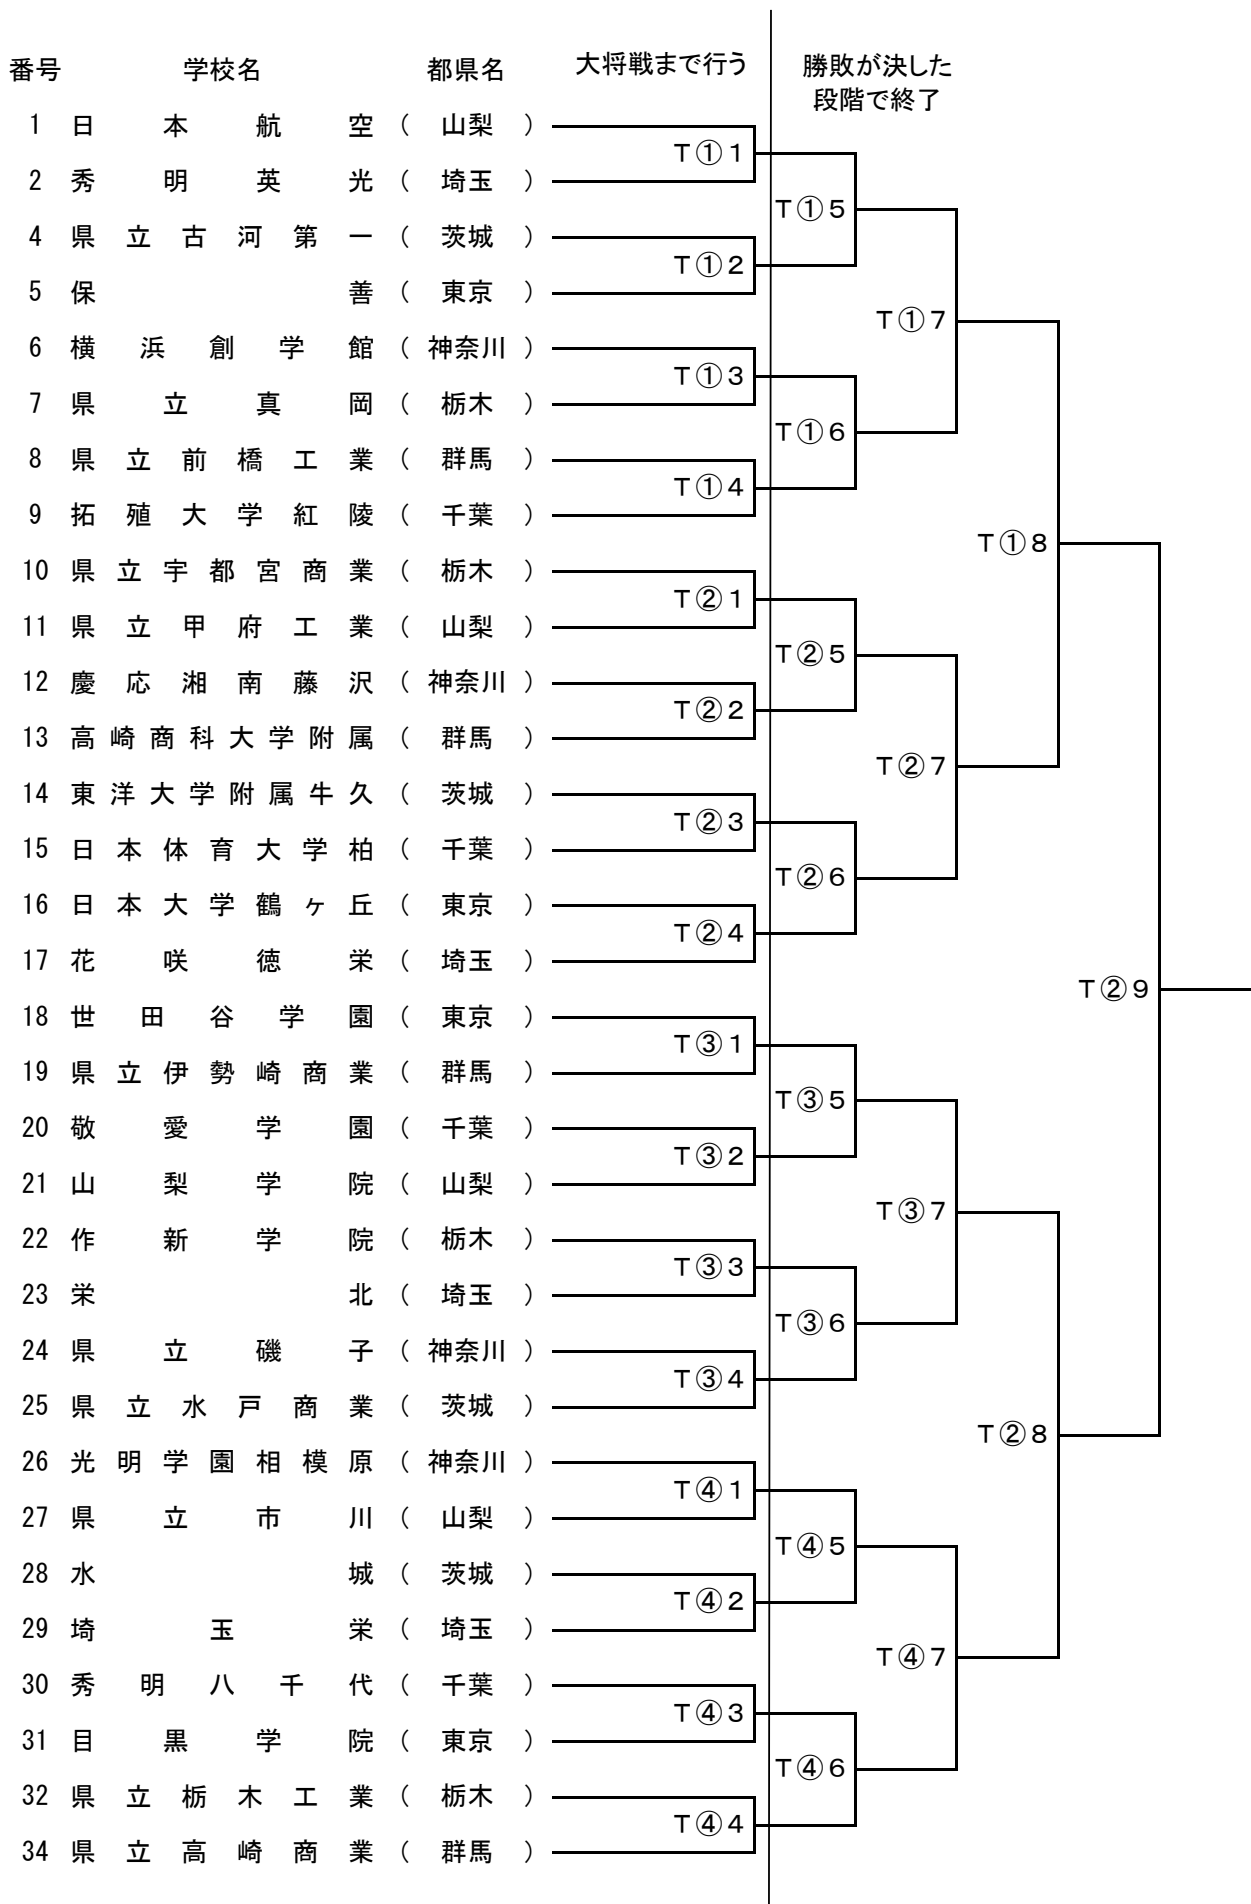 番号 学校名 都県名 大将戦まで行う 勝敗が決した
段階で終了
1 日本航空 (山梨)
T①1
2 秀明英光 (埼玉)
T①5
4 県立古河第一 (茨城)
T①2
5 保善 (東京)
T①7
6 横浜創学館 (神奈川)
T①3
7 県立真岡 (栃木)
T①6
8 県立前橋工業 (群馬)
T①4
9 拓殖大学紅陵 (千葉)
T①8
10 県立宇都宮商業 (栃木)
T②1
11 県立甲府工業 (山梨)
T②5
12 慶応湘南藤沢 (神奈川)
T②2
13 高崎商科大学附属 (群馬)
T②7
14 東洋大学附属牛久 (茨城)
T②3
15 日本体育大学柏 (千葉)
T②6
16 日本大学鶴ヶ丘 (東京)
T②4
17 花咲徳栄 (埼玉)
T②9
18 世田谷学園 (東京)
T③1
19 県立伊勢崎商業 (群馬)
T③5
20 敬愛学園 (千葉)
T③2
21 山梨学院 (山梨)
T③7
22 作新学院 (栃木)
T③3
23 栄北 (埼玉)
T③6
24 県立磯子 (神奈川)
T③4
25 県立水戸商業 (茨城)
T②8
26 光明学園相模原 (神奈川)
T④1
27 県立市川 (山梨)
T④5
28 水城 (茨城)
T④2
29 埼玉栄 (埼玉)
T④7
30 秀明八千代 (千葉)
T④3
31 目黒学院 (東京)
T④6
32 県立栃木工業 (栃木)
T④4
34 県立高崎商業 (群馬)